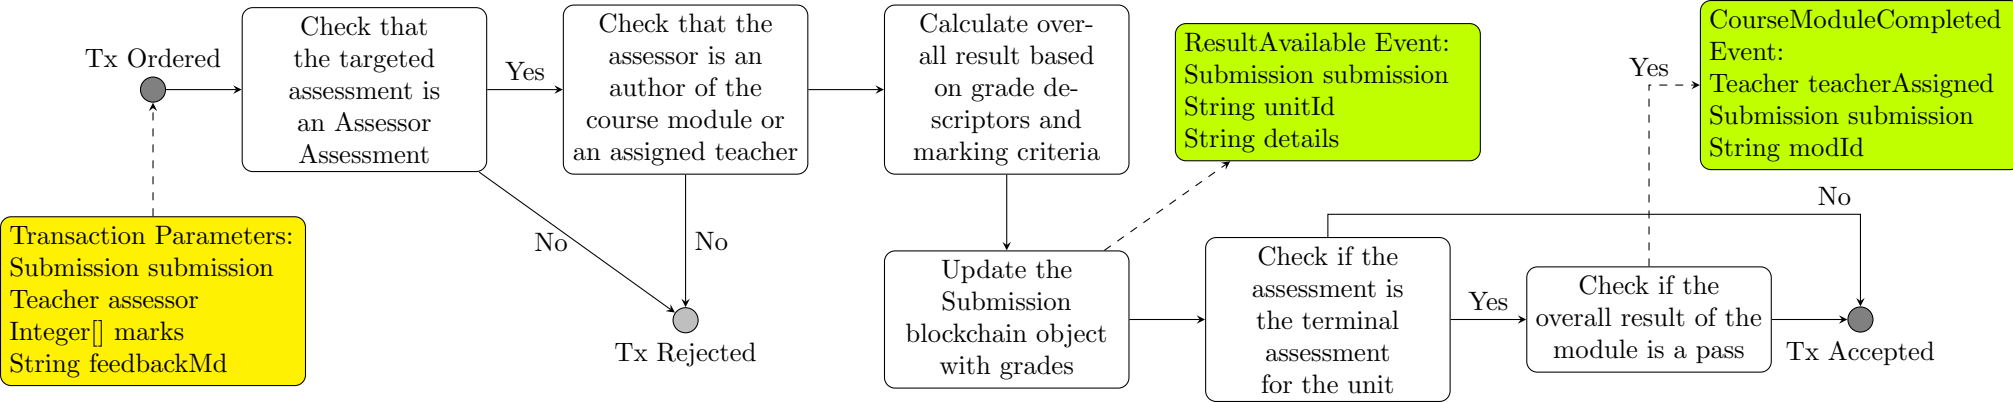 Tx Ordered
Check that
the targeted
assessment is
an Assessor
Assessment
Yes
Check that the
assessor is an
author of the
course module or
an assigned teacher
Calculate over-
all result based
on grade de-
scriptors and
marking criteria
ResultAvailable Event:
Submission submission
String unitId
String details
Yes
CourseModuleCompleted
Event:
Teacher teacherAssigned
Submission submission
String modId
No
Transaction Parameters:
Submission submission
Teacher assessor
Integer[] marks
String feedbackMd
No
No
Tx Rejected
Update the
Submission
blockchain object
with grades
Check if the
assessment is
the terminal
assessment
for the unit
Yes
Check if the
overall result of the
module is a pass
Tx Accepted